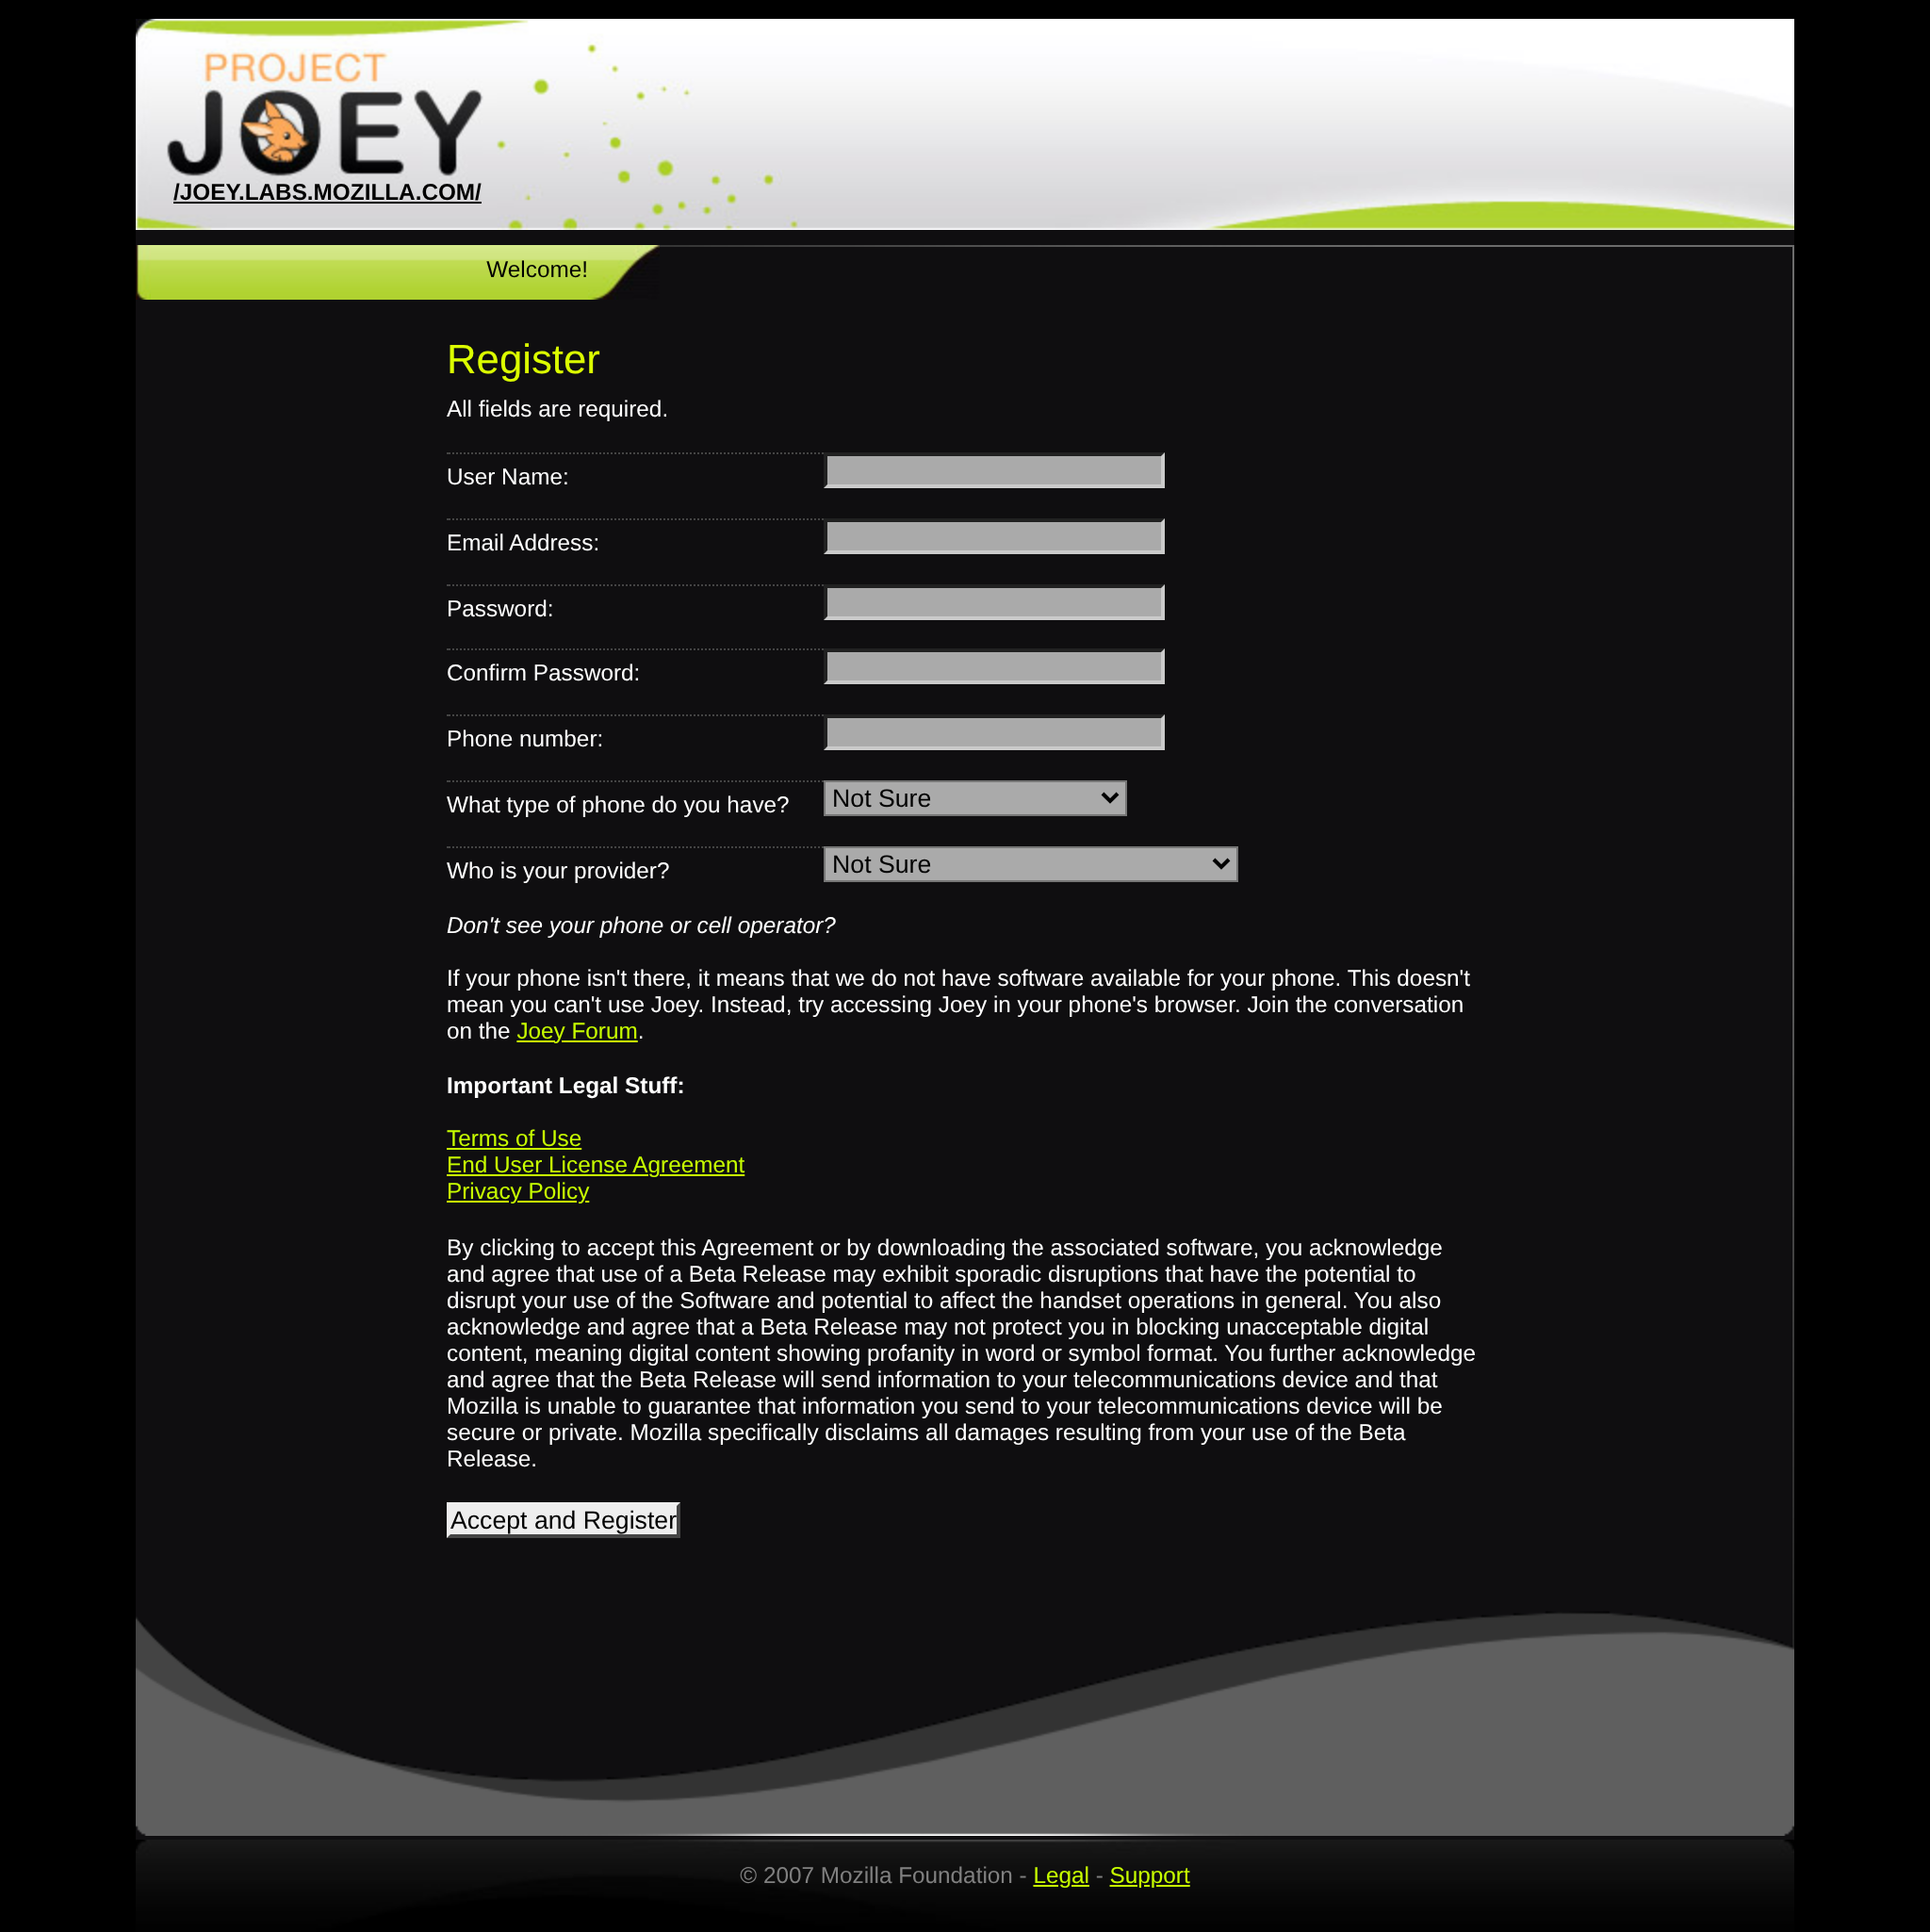 PROJECT
JOEY
/JOEY.LABS.MOZILLA.COM/
Welcome!
Register
All fields are required.
User Name:
Email Address:
Password:
Confirm Password:
Phone number:
What type of phone do you have? Not Sure
Who is your provider? Not Sure
Don't see your phone or cell operator?
If your phone isn't there, it means that we do not have software available for your phone. This doesn't
mean you can't use Joey. Instead, try accessing Joey in your phone's browser. Join the conversation
on the Joey Forum.
Important Legal Stuff:
Terms of Use
End User License Agreement
Privacy Policy
By clicking to accept this Agreement or by downloading the associated software, you acknowledge
and agree that use of a Beta Release may exhibit sporadic disruptions that have the potential to
disrupt your use of the Software and potential to affect the handset operations in general. You also
acknowledge and agree that a Beta Release may not protect you in blocking unacceptable digital
content, meaning digital content showing profanity in word or symbol format. You further acknowledge
and agree that the Beta Release will send information to your telecommunications device and that
Mozilla is unable to guarantee that information you send to your telecommunications device will be
secure or private. Mozilla specifically disclaims all damages resulting from your use of the Beta
Release.
Accept and Register
© 2007 Mozilla Foundation - Legal - Support